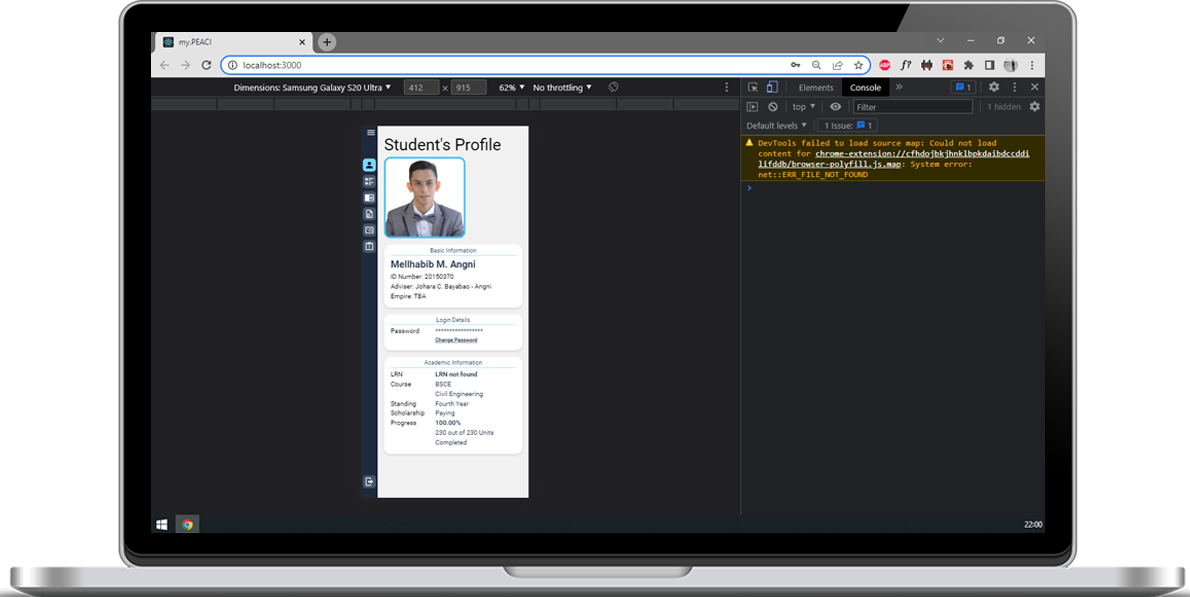 my.PEACI
localhost:3000
ABP
f?
Dimensions: Samsung Galaxy S20 Ultra
412 × 915
62%
No throttling
Elements
Console
1
top
Filter
1 hidden
Default levels
1 Issue: 1
DevTools failed to load source map: Could not load
content for chrome-extension://cfhdojbkjhnklbpkdaibdccddi
lifddb/browser-polyfill.js.map: System error:
net::ERR_FILE_NOT_FOUND
Student's Profile
Basic Information
Mellhabib M. Angni
ID Number: 20150370
Adviser: Johara C. Bayabao - Angni
Empire: TBA
Login Details
Password *****************
Change Password
Academic Information
LRN LRN not found
Course BSCE
Civil Engineering
Standing Fourth Year
Scholarship Paying
Progress 100.00%
230 out of 230 Units
Completed
22:00